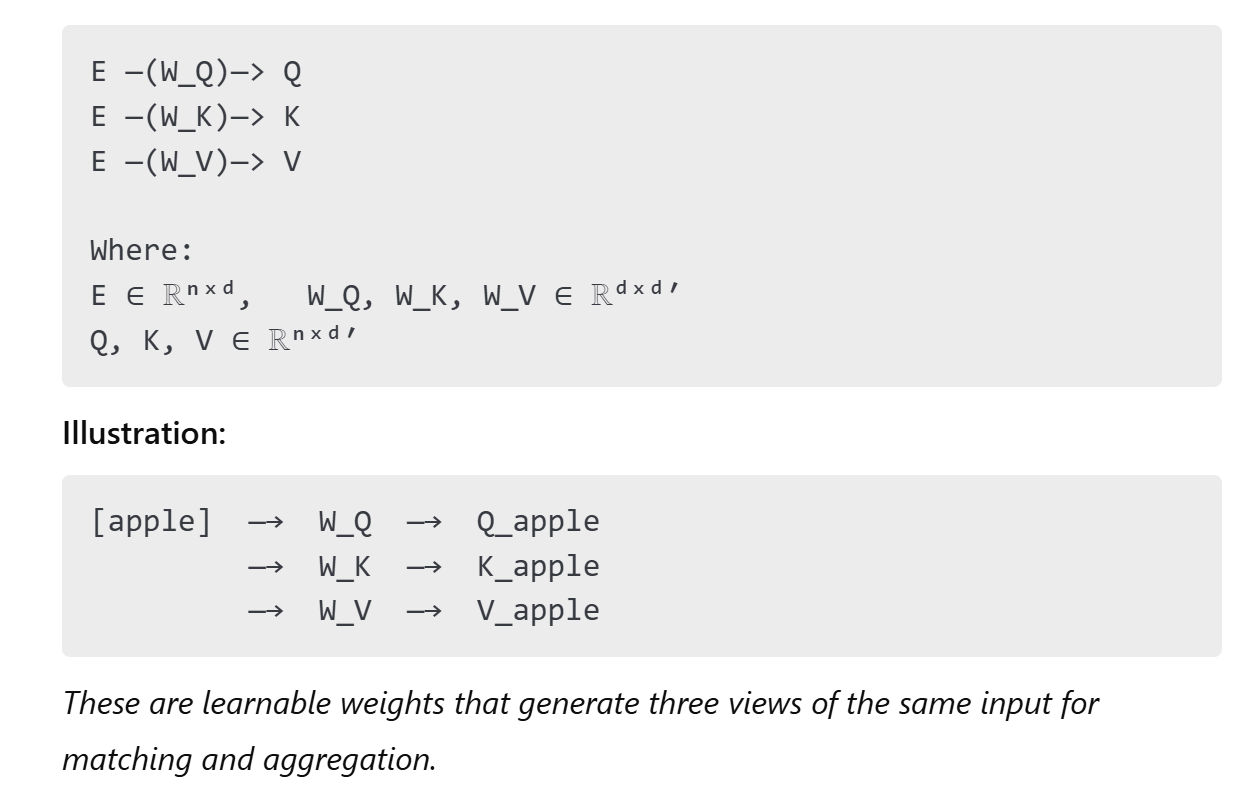 E —(W_Q)—> Q
E —(W_K)—> K
E —(W_V)—> V
Where:
E ∈ ℝⁿˣᵈ,   W_Q, W_K, W_V ∈ ℝᵈˣᵈ′
Q, K, V ∈ ℝⁿˣᵈ′
Illustration:
[apple]  —→  W_Q  —→  Q_apple
—→  W_K  —→  K_apple
—→  W_V  —→  V_apple
These are learnable weights that generate three views of the same input for
matching and aggregation.